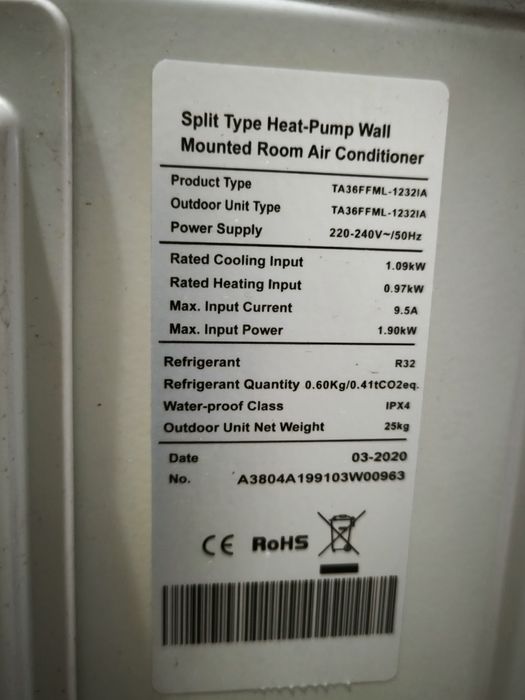 Split Type Heat-Pump Wall
Mounted Room Air Conditioner
Product Type TA36FFML-1232IA
Outdoor Unit Type TA36FFML-1232IA
Power Supply 220-240V~/50Hz
Rated Cooling Input 1.09kW
Rated Heating Input 0.97kW
Max. Input Current 9.5A
Max. Input Power 1.90kW
Refrigerant R32
Refrigerant Quantity 0.60Kg/0.41tCO2eq.
Water-proof Class IPX4
Outdoor Unit Net Weight 25kg
Date 03-2020
No. A3804A199103W00963
CE RoHS